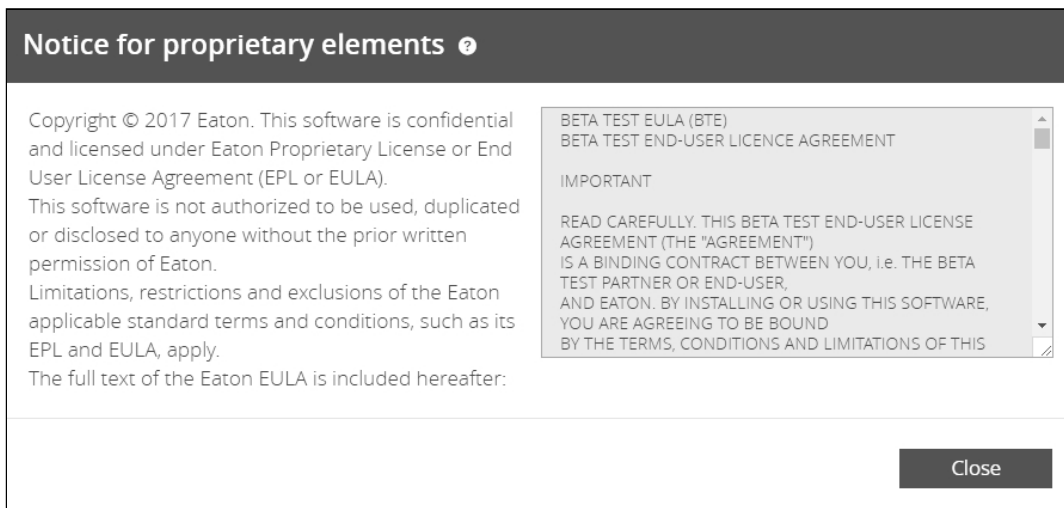 Notice for proprietary elements ?
Copyright © 2017 Eaton. This software is confidential
and licensed under Eaton Proprietary License or End
User License Agreement (EPL or EULA).
This software is not authorized to be used, duplicated
or disclosed to anyone without the prior written
permission of Eaton.
Limitations, restrictions and exclusions of the Eaton
applicable standard terms and conditions, such as its
EPL and EULA, apply.
The full text of the Eaton EULA is included hereafter:
BETA TEST EULA (BTE)
BETA TEST END-USER LICENCE AGREEMENT
IMPORTANT
READ CAREFULLY. THIS BETA TEST END-USER LICENSE
AGREEMENT (THE "AGREEMENT")
IS A BINDING CONTRACT BETWEEN YOU, i.e. THE BETA
TEST PARTNER OR END-USER,
AND EATON. BY INSTALLING OR USING THIS SOFTWARE,
YOU ARE AGREEING TO BE BOUND
BY THE TERMS, CONDITIONS AND LIMITATIONS OF THIS
Close